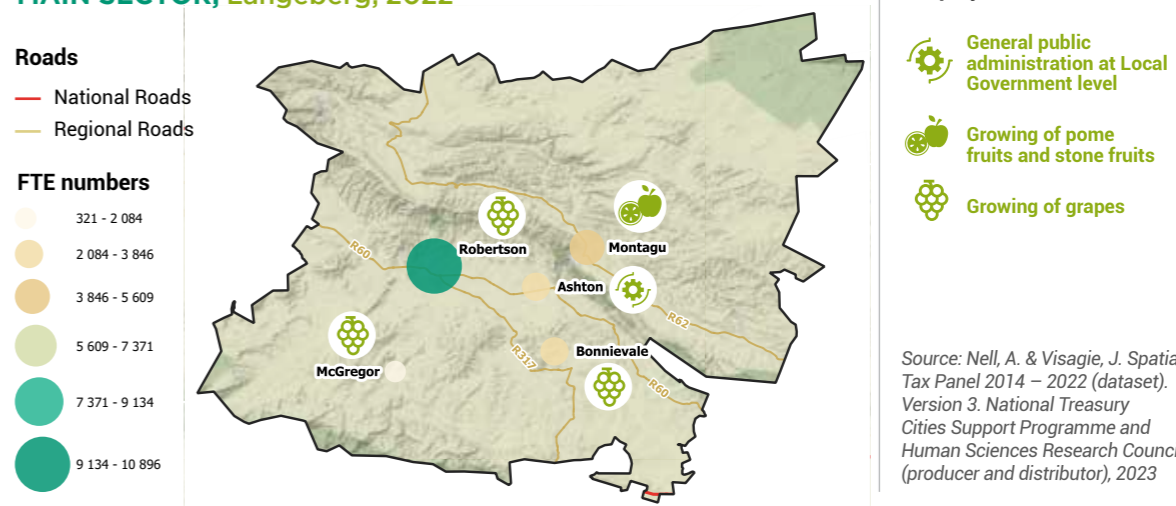 MAIN SECTOR, Langeberg, 2022
Roads
National Roads
Regional Roads
FTE numbers
321 - 2 084
2 084 - 3 846
3 846 - 5 609
5 609 - 7 371
7 371 - 9 134
9 134 - 10 896
R60
Robertson
Montagu
Ashton
R62
McGregor
R317
Bonnievale
R60
General public
administration at Local
Government level
Growing of pome
fruits and stone fruits
Growing of grapes
Source: Nell, A. & Visagie, J. Spatia
Tax Panel 2014 – 2022 (dataset).
Version 3. National Treasury
Cities Support Programme and
Human Sciences Research Counc
(producer and distributor), 2023